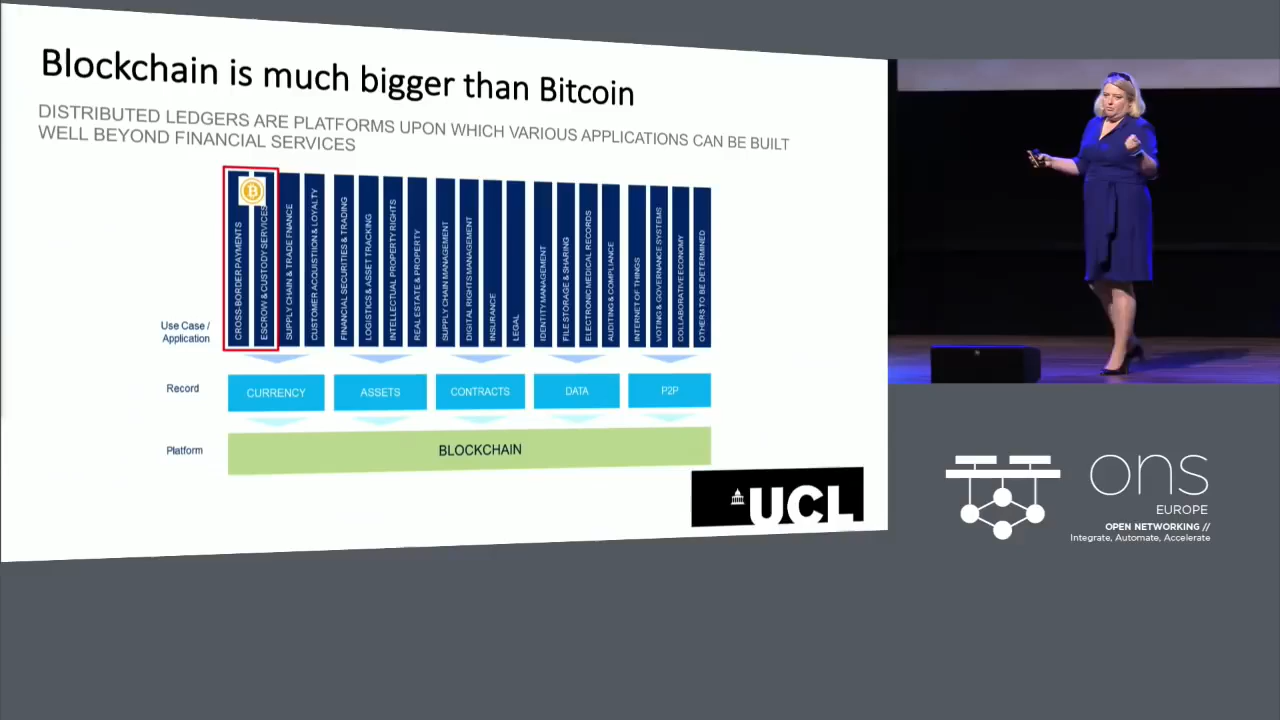 Blockchain is much bigger than Bitcoin
DISTRIBUTED LEDGERS ARE PLATFORMS UPON WHICH VARIOUS APPLICATIONS CAN BE BUILT
WELL BEYOND FINANCIAL SERVICES
Use Case /
Application
CROSS-BORDER PAYMENTS
ESCROW & CUSTODY SERVICES
SUPPLY CHAIN & TRADE FINANCE
CUSTOMER ACQUISTION & LOYALTY
FINANCIAL SECURITIES & TRADING
LOGISTICS & ASSET TRACKING
INTELLECTUAL PROPERTY RIGHTS
REAL ESTATE & PROPERTY
SUPPLY CHAIN MANAGEMENT
DIGITAL RIGHTS MANAGEMENT
INSURANCE
LEGAL
IDENTITY MANAGEMENT
FILE STORAGE & SHARING
ELECTRONIC MEDICAL RECORDS
AUDITING & COMPLIANCE
INTERNET OF THINGS
VOTING & GOVERNANCE SYSTEMS
COLLABORATIVE ECONOMY
OTHERS TO BE DETERMINED
Record
CURRENCY
ASSETS
CONTRACTS
DATA
P2P
Platform
BLOCKCHAIN
UCL
ons
EUROPE
OPEN NETWORKING //
Integrate, Automate, Accelerate